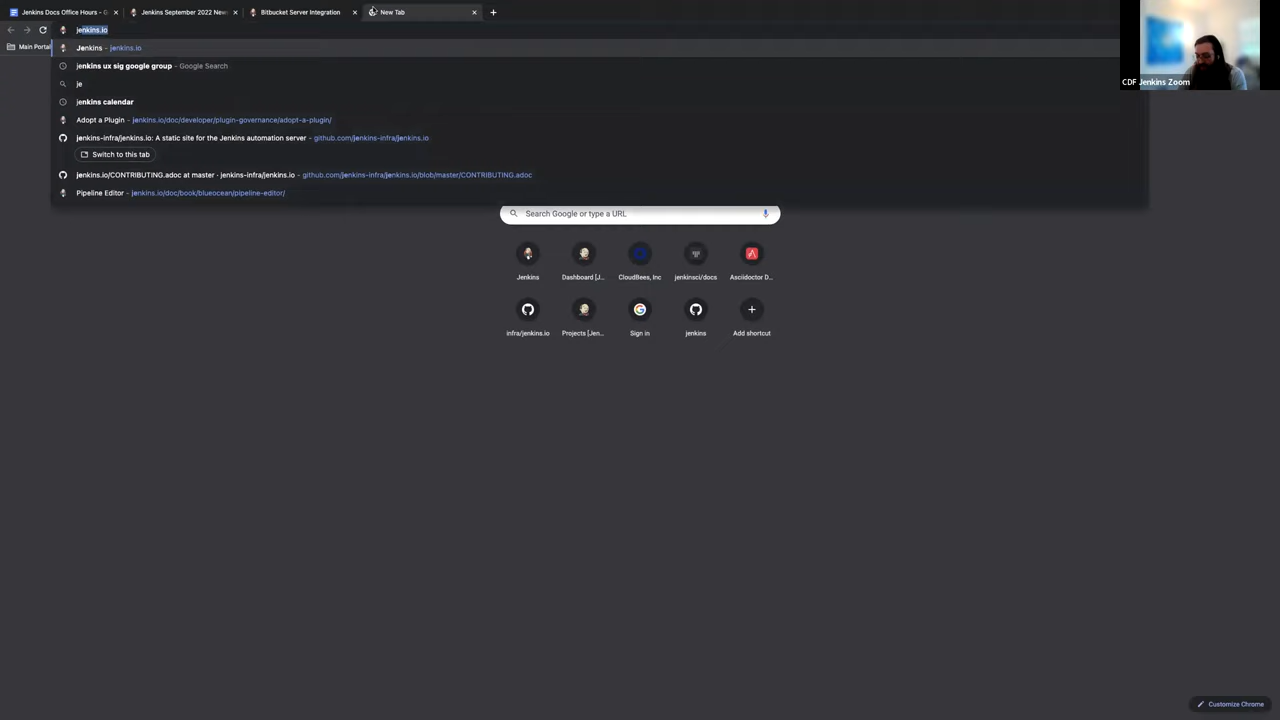 Jenkins Docs Office Hours - G
Jenkins September 2022 New
Bitbucket Server Integration
New Tab
jenkins.io
Main Portal
Jenkins - jenkins.io
jenkins ux sig google group - Google Search
je
jenkins calendar
Adopt a Plugin - jenkins.io/doc/developer/plugin-governance/adopt-a-plugin/
jenkins-infra/jenkins.io: A static site for the Jenkins automation server - github.com/jenkins-infra/jenkins.io
Switch to this tab
jenkins.io/CONTRIBUTING.adoc at master · jenkins-infra/jenkins.io - github.com/jenkins-infra/jenkins.io/blob/master/CONTRIBUTING.adoc
Pipeline Editor - jenkins.io/doc/book/blueocean/pipeline-editor/
CDF Jenkins Zoom
Search Google or type a URL
Jenkins
Dashboard [J...
CloudBees, Inc
jenkinsci/docs
Asciidoctor D...
infra/jenkins.io
Projects [Jen...
Sign in
jenkins
Add shortcut
Customize Chrome